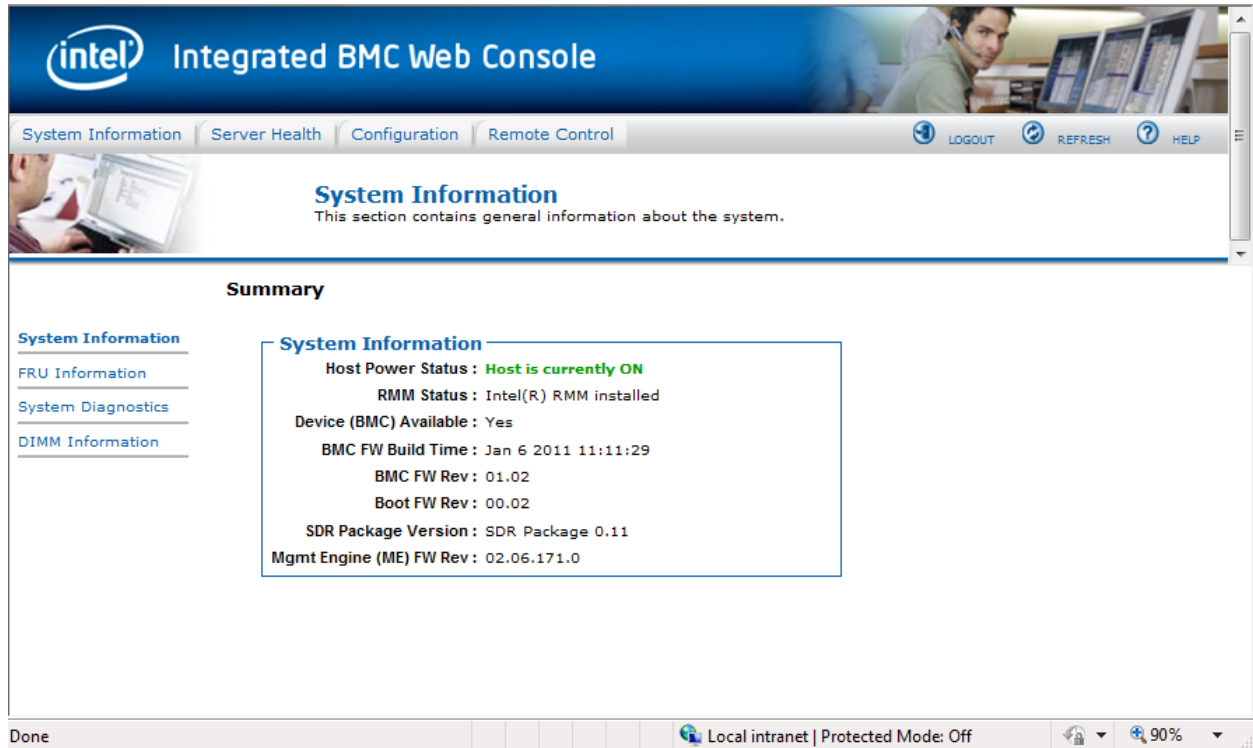 intel Integrated BMC Web Console
System Information Server Health Configuration Remote Control LOGOUT REFRESH HELP
System Information
This section contains general information about the system.
Summary
System Information
FRU Information
System Diagnostics
DIMM Information
System Information
Host Power Status : Host is currently ON
RMM Status : Intel(R) RMM installed
Device (BMC) Available : Yes
BMC FW Build Time : Jan 6 2011 11:11:29
BMC FW Rev : 01.02
Boot FW Rev : 00.02
SDR Package Version : SDR Package 0.11
Mgmt Engine (ME) FW Rev : 02.06.171.0
Done Local intranet | Protected Mode: Off 90%